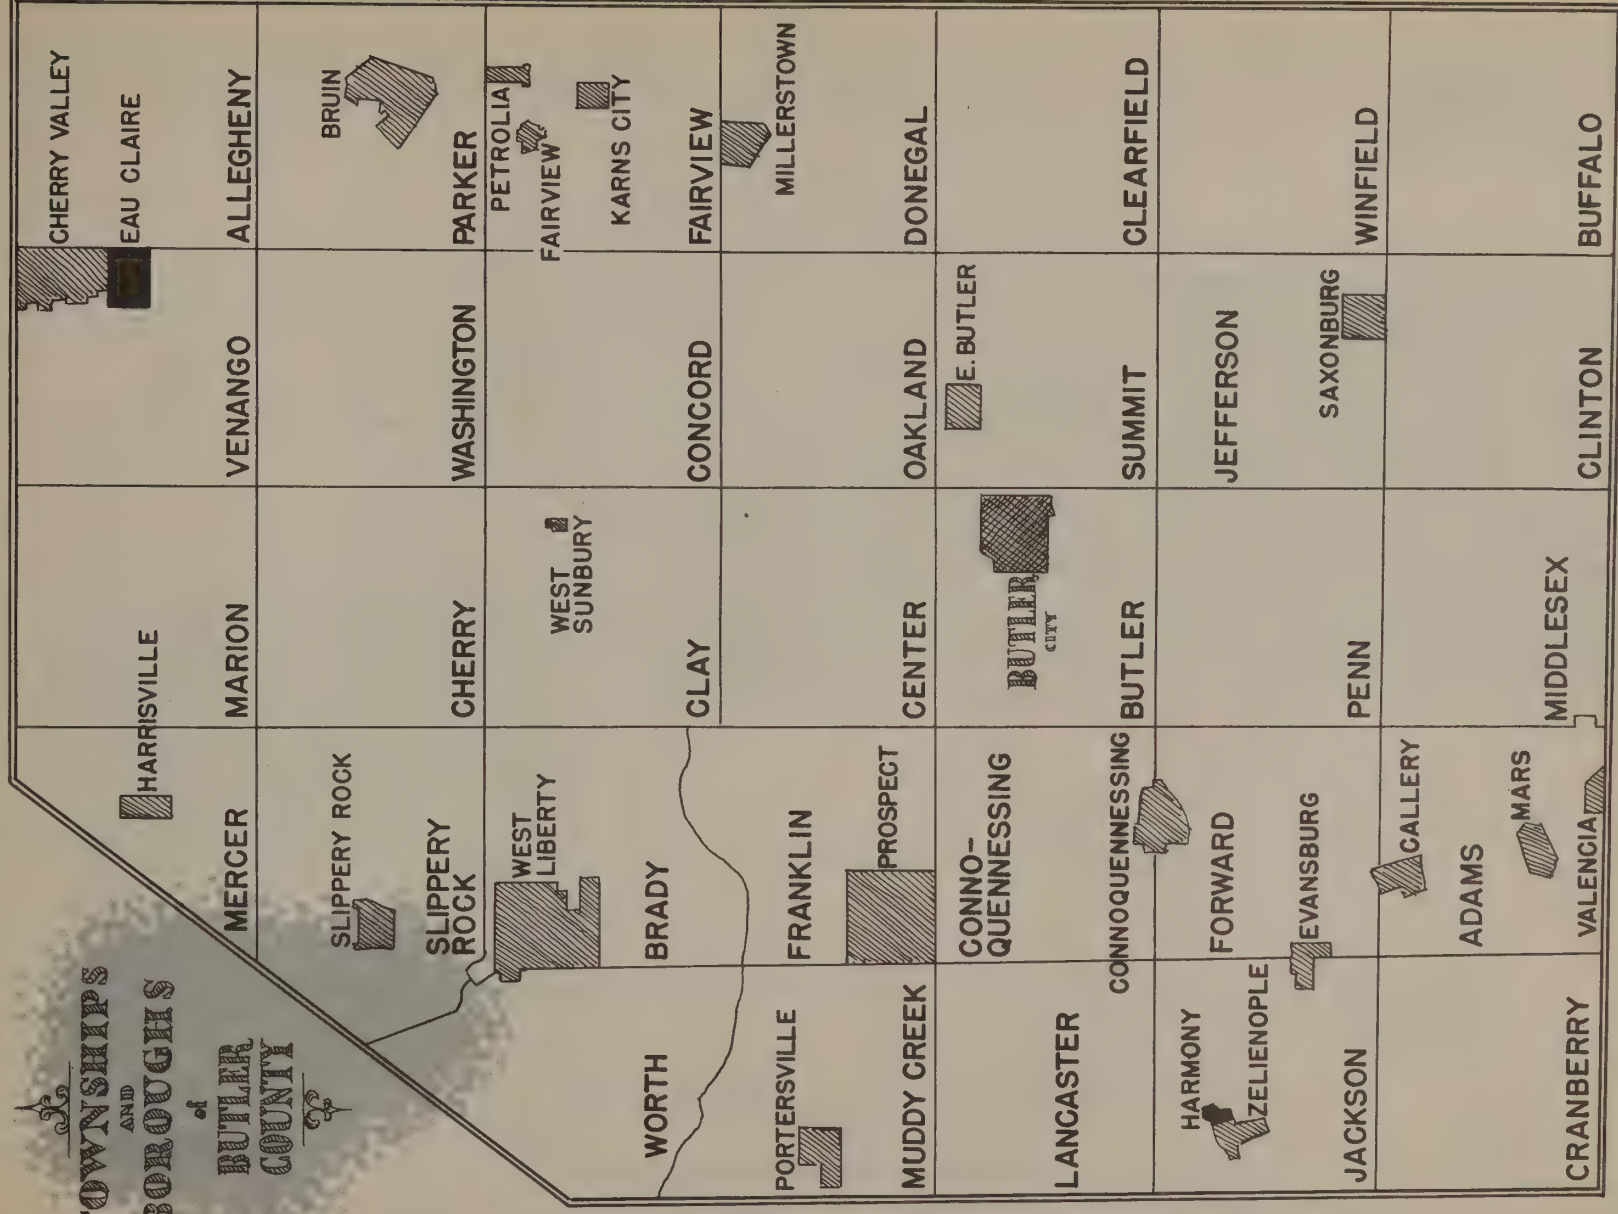 TOWNSHIPS
AND
BOROUGHS
of
BUTLER
COUNTY
HARRISVILLE
CHERRY VALLEY
EAU CLAIRE
MERCER
MARION
VENANGO
ALLEGHENY
SLIPPERY ROCK
BRUIN
SLIPPERY
ROCK
CHERRY
WASHINGTON
PARKER
WEST
LIBERTY
WEST
SUNBURY
PETROLIA
FAIRVIEW
KARNS CITY
WORTH
BRADY
CLAY
CONCORD
FAIRVIEW
PORTERSVILLE
FRANKLIN
PROSPECT
MILLERSTOWN
MUDDY CREEK
CENTER
OAKLAND
DONEGAL
CONNO-
QUENNESSING
BUTLER
CITY
E. BUTLER
LANCASTER
CONNOQUENNESSING
BUTLER
SUMMIT
CLEARFIELD
HARMONY
ZELIENOPLE
FORWARD
EVANSBURG
JEFFERSON
SAXONBURG
JACKSON
PENN
WINFIELD
CALLERY
ADAMS
MARS
CRANBERRY
VALENCIA
MIDDLESEX
CLINTON
BUFFALO